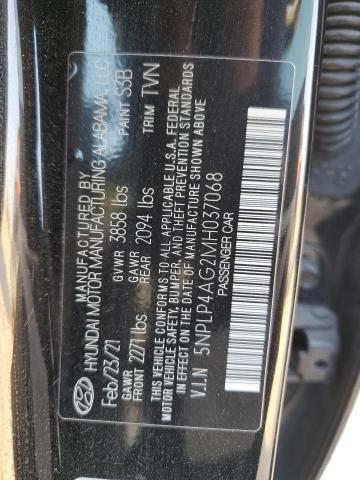 MANUFACTURED BY
HYUNDAI MOTOR MANUFACTURING ALABAMA, LLC
Feb/23/21 GVWR 3858 lbs PAINT S3B
GAWR FRONT 2271 lbs GAWR REAR 2094 lbs TRIM TVN
THIS VEHICLE CONFORMS TO ALL APPLICABLE U.S.A. FEDERAL
MOTOR VEHICLE SAFETY, BUMPER, AND THEFT PREVENTION STANDARDS
IN EFFECT ON THE DATE OF MANUFACTURE SHOWN ABOVE
V.I.N 5NPLP4AG2MH037068
PASSENGER CAR